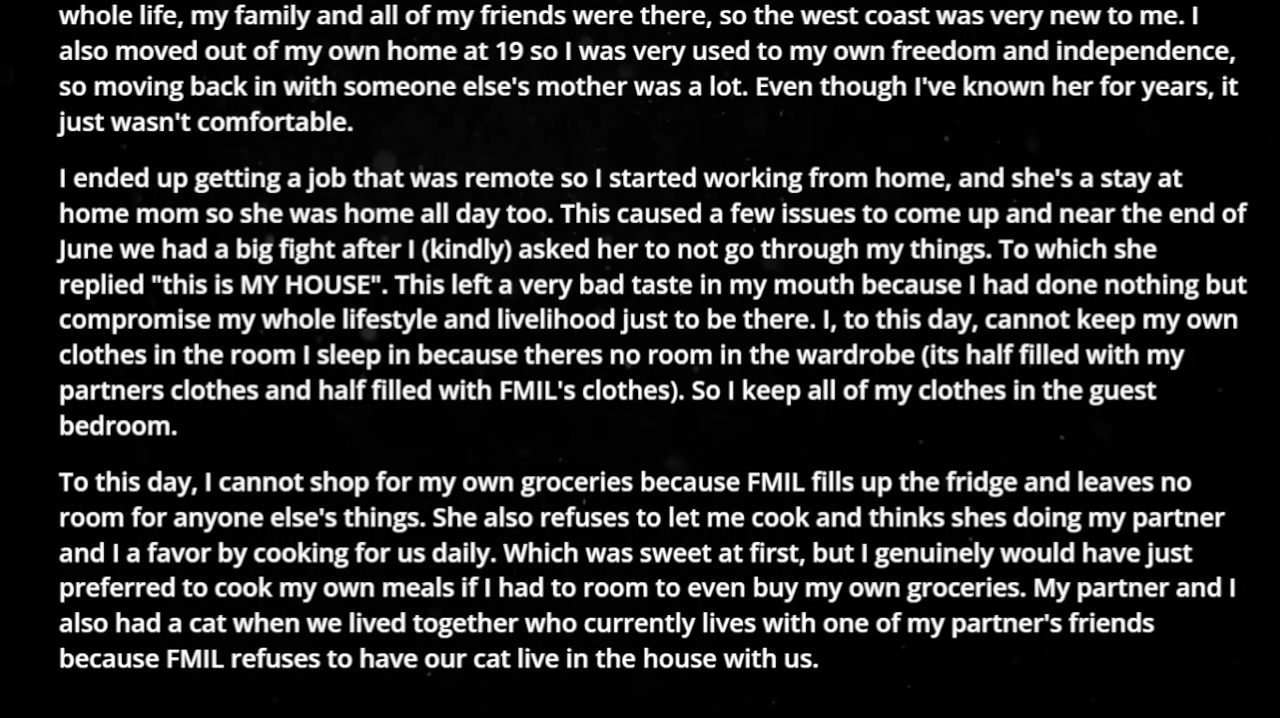 whole life, my family and all of my friends were there, so the west coast was very new to me. I
also moved out of my own home at 19 so I was very used to my own freedom and independence,
so moving back in with someone else's mother was a lot. Even though I've known her for years, it
just wasn't comfortable.
I ended up getting a job that was remote so I started working from home, and she's a stay at
home mom so she was home all day too. This caused a few issues to come up and near the end of
June we had a big fight after I (kindly) asked her to not go through my things. To which she
replied "this is MY HOUSE". This left a very bad taste in my mouth because I had done nothing but
compromise my whole lifestyle and livelihood just to be there. I, to this day, cannot keep my own
clothes in the room I sleep in because theres no room in the wardrobe (its half filled with my
partners clothes and half filled with FMIL's clothes). So I keep all of my clothes in the guest
bedroom.
To this day, I cannot shop for my own groceries because FMIL fills up the fridge and leaves no
room for anyone else's things. She also refuses to let me cook and thinks shes doing my partner
and I a favor by cooking for us daily. Which was sweet at first, but I genuinely would have just
preferred to cook my own meals if I had to room to even buy my own groceries. My partner and I
also had a cat when we lived together who currently lives with one of my partner's friends
because FMIL refuses to have our cat live in the house with us.